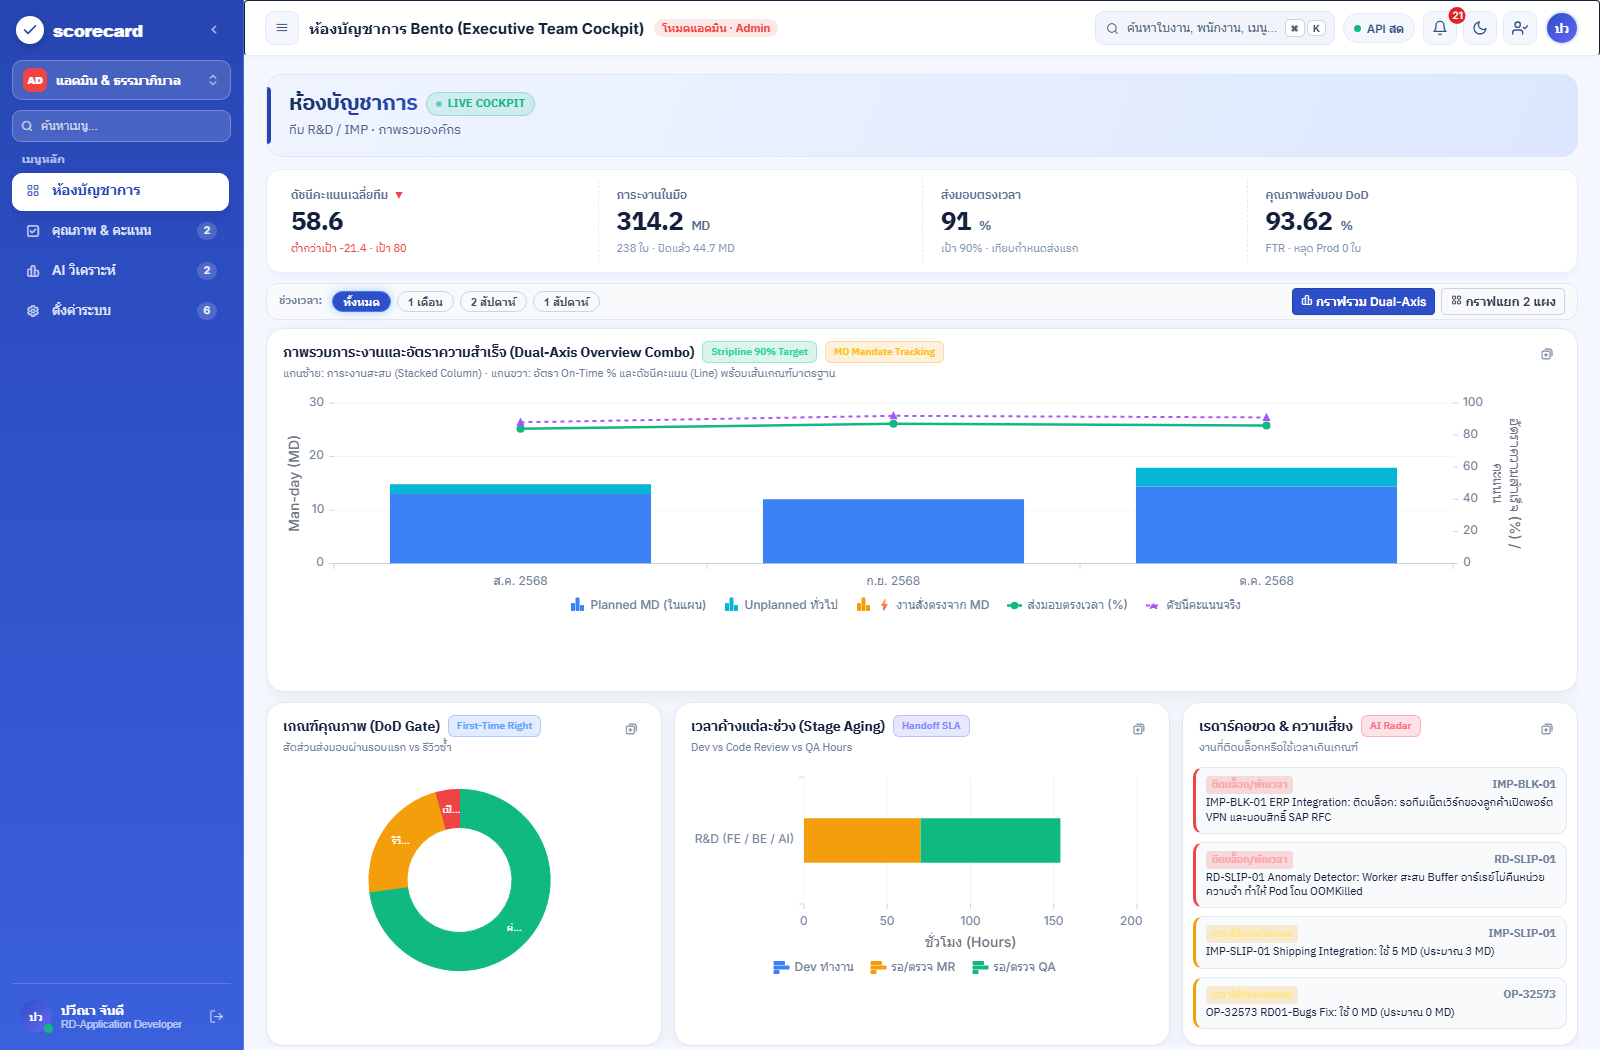 scorecard
AD แอดมิน & ธรรมาภิบาล
ค้นหาเมนู...
เมนูหลัก
ห้องบัญชาการ
คุณภาพ & คะแนน 2
AI วิเคราะห์ 2
ตั้งค่าระบบ 6
ปว ปวีณา จันดี
RD-Application Developer
ห้องบัญชาการ Bento (Executive Team Cockpit) โหมดแอดมิน · Admin
ค้นหาใบงาน, พนักงาน, เมนู... ⌘ K
API สด
21
ปว
ห้องบัญชาการ LIVE COCKPIT
ทีม R&D / IMP · ภาพรวมองค์กร
ดัชนีคะแนนเฉลี่ยทีม ▼
58.6
ต่ำกว่าเป้า -21.4 · เป้า 80
ภาระงานในมือ
314.2 MD
238 ใบ · ปิดแล้ว 44.7 MD
ส่งมอบตรงเวลา
91 %
เป้า 90% · เทียบกำหนดส่งแรก
คุณภาพส่งมอบ DoD
93.62 %
FTR · หลุด Prod 0 ใบ
ช่วงเวลา: ทั้งหมด 1 เดือน 2 สัปดาห์ 1 สัปดาห์
กราฟรวม Dual-Axis กราฟแยก 2 แผง
ภาพรวมภาระงานและอัตราความสำเร็จ (Dual-Axis Overview Combo) Stripline 90% Target MD Mandate Tracking
แกนซ้าย: ภาระงานสะสม (Stacked Column) · แกนขวา: อัตรา On-Time % และดัชนีคะแนน (Line) พร้อมเส้นเกณฑ์มาตรฐาน
Man-day (MD)
30
20
10
0
100
80
60
40
20
0
อัตราความสำเร็จ (%) /
คะแนน
ส.ค. 2568 ก.ย. 2568 ต.ค. 2568
Planned MD (ในแผน) Unplanned ทั่วไป ⚡ งานสั่งตรงจาก MD ส่งมอบตรงเวลา (%) ดัชนีคะแนนจริง
เกณฑ์คุณภาพ (DoD Gate) First-Time Right
สัดส่วนส่งมอบผ่านรอบแรก vs รีวิวซ้ำ
เป้...
รีวิ...
ผ่...
เวลาค้างแต่ละช่วง (Stage Aging) Handoff SLA
Dev vs Code Review vs QA Hours
R&D (FE / BE / AI)
0 50 100 150 200
ชั่วโมง (Hours)
Dev ทำงาน รอ/ตรวจ MR รอ/ตรวจ QA
เรดาร์คอขวด & ความเสี่ยง AI Radar
งานที่ติดบล็อกหรือใช้เวลาเกินเกณฑ์
ติดบล็อก/พักเวลา IMP-BLK-01
IMP-BLK-01 ERP Integration: ติดบล็อก: รอทีมเน็ตเวิร์กของลูกค้าเปิดพอร์ต
VPN และมอบสิทธิ์ SAP RFC
ติดบล็อก/พักเวลา RD-SLIP-01
RD-SLIP-01 Anomaly Detector: Worker สะสม Buffer อาร์เรย์ไม่คืนหน่วย
ความจำ ทำให้ Pod โดน OOMKilled
IMP-SLIP-01
IMP-SLIP-01 Shipping Integration: ใช้ 5 MD (ประมาณ 3 MD)
OP-32573
OP-32573 RD01-Bugs Fix: ใช้ 0 MD (ประมาณ 0 MD)